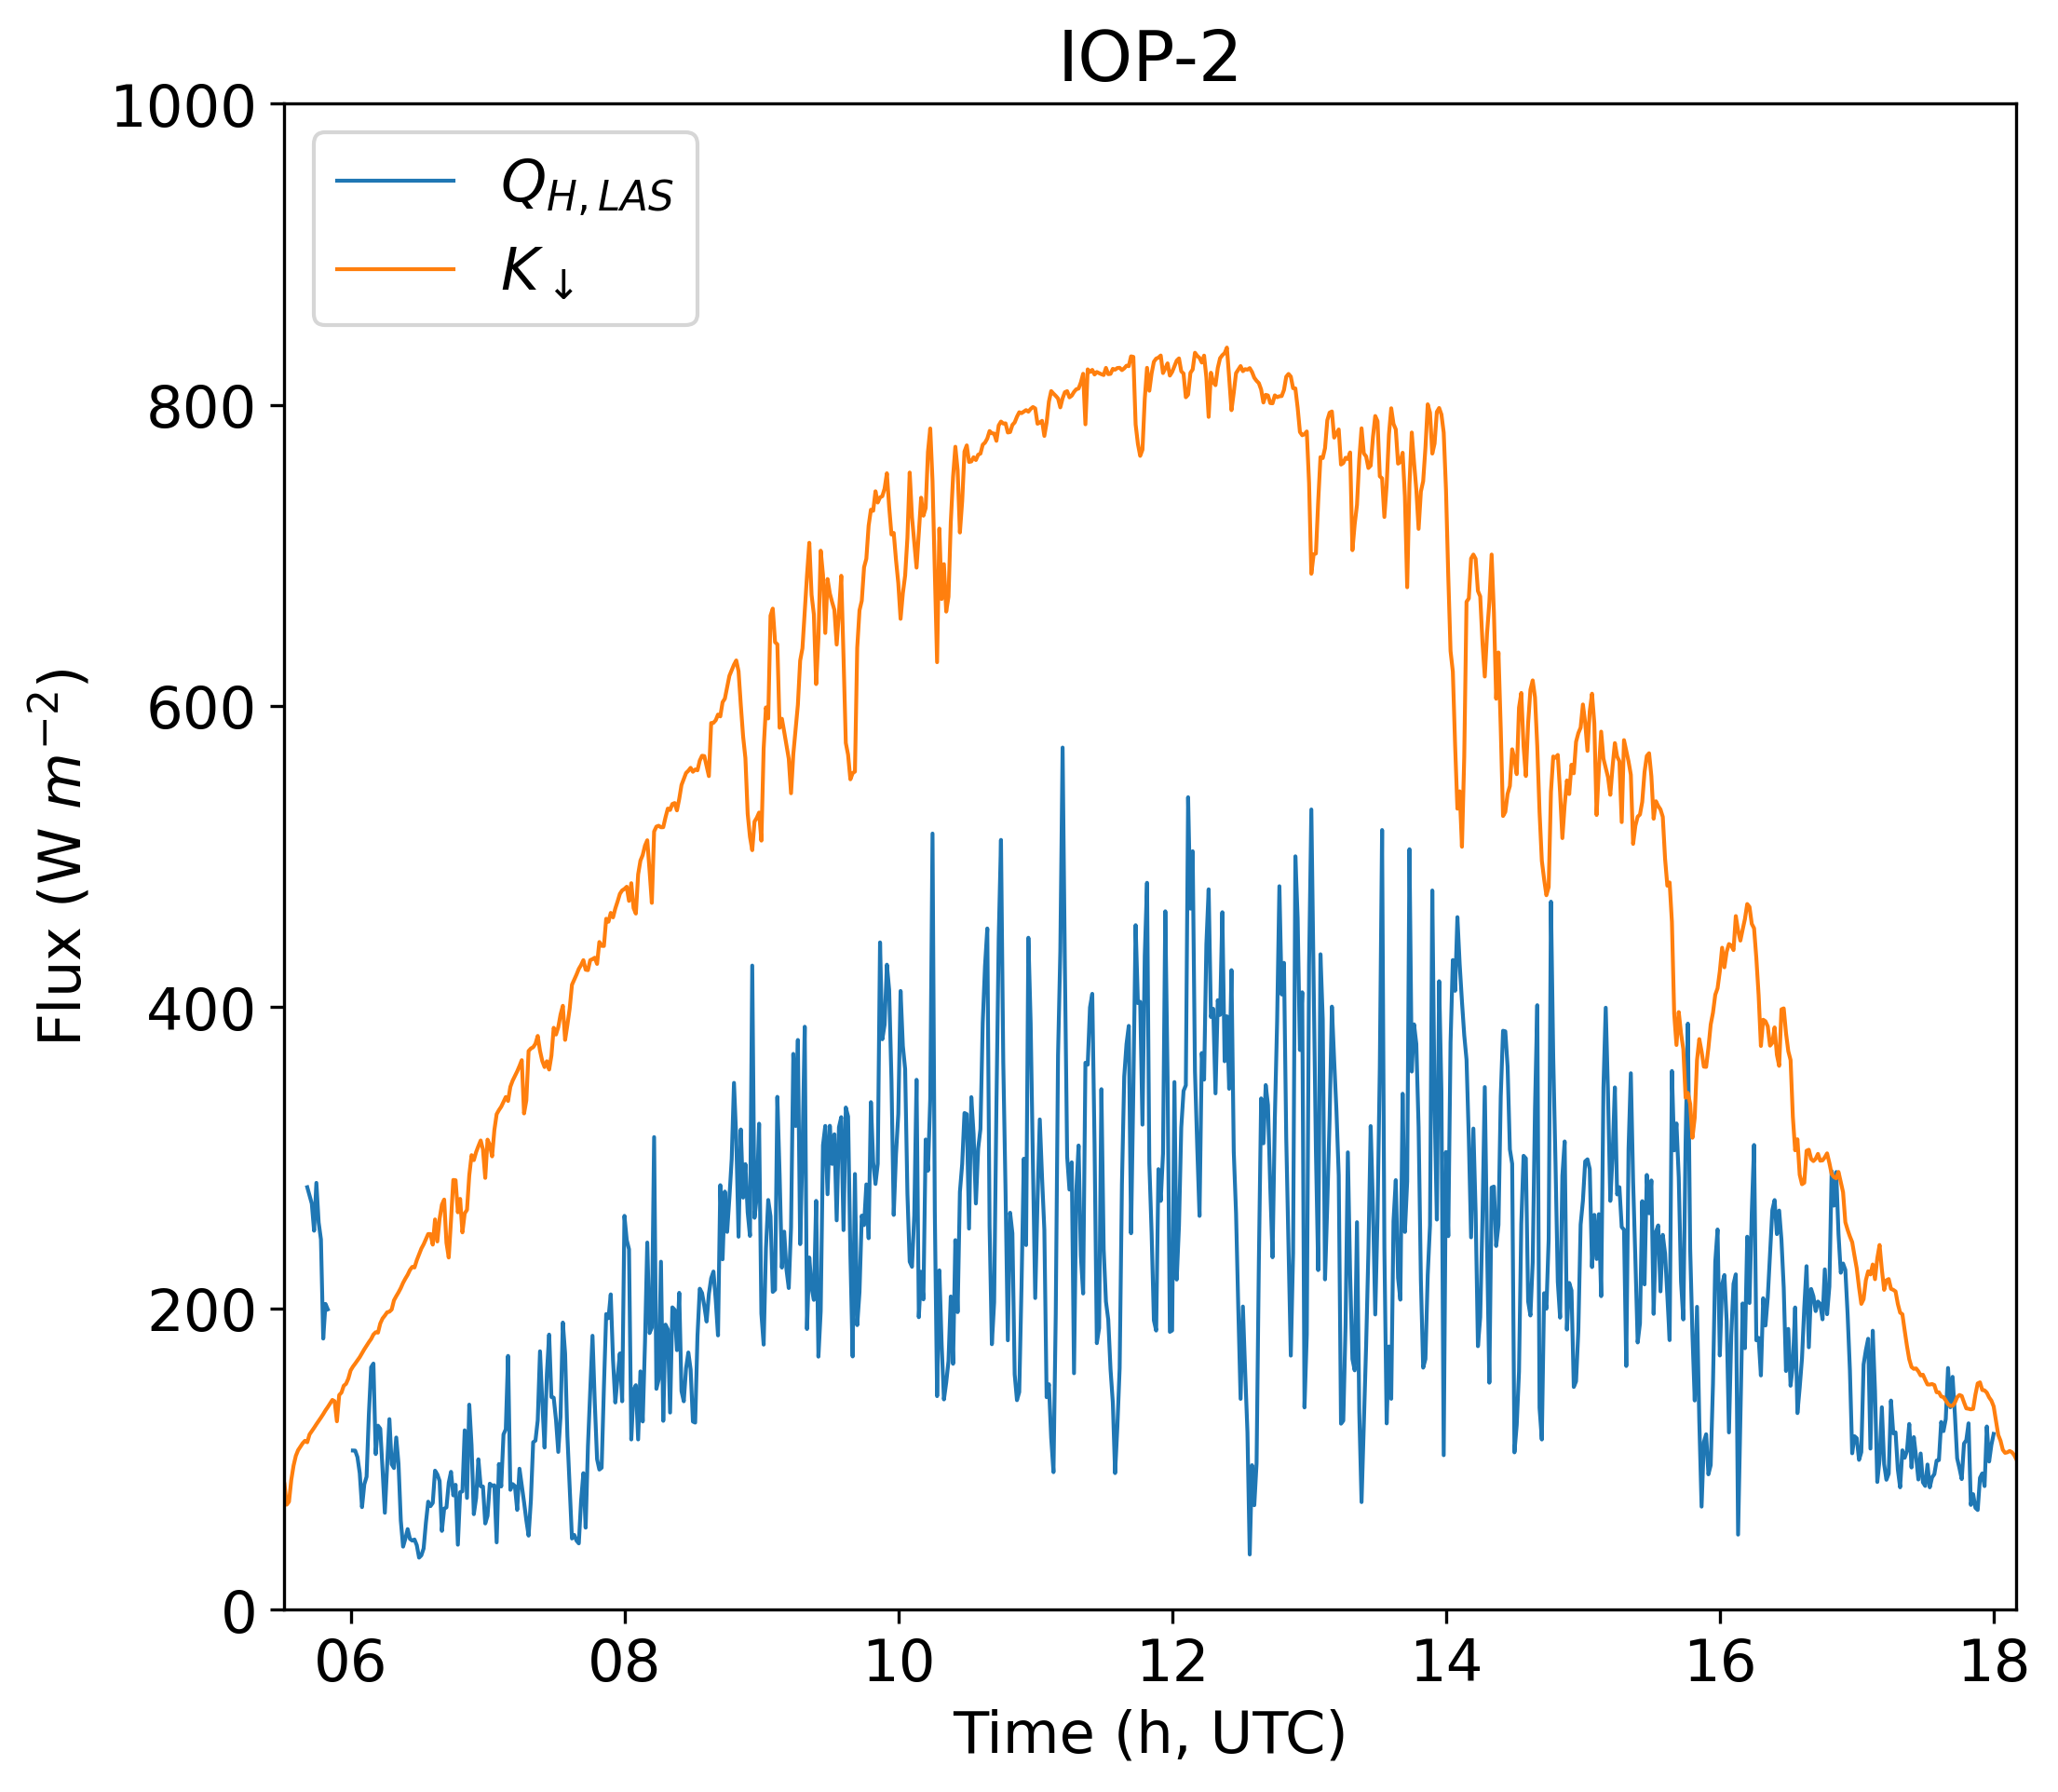 IOP-2
1000
800
600
400
200
0
Flux (W m⁻²)
Q_{H, LAS}
K_↓
06 08 10 12 14 16 18
Time (h, UTC)